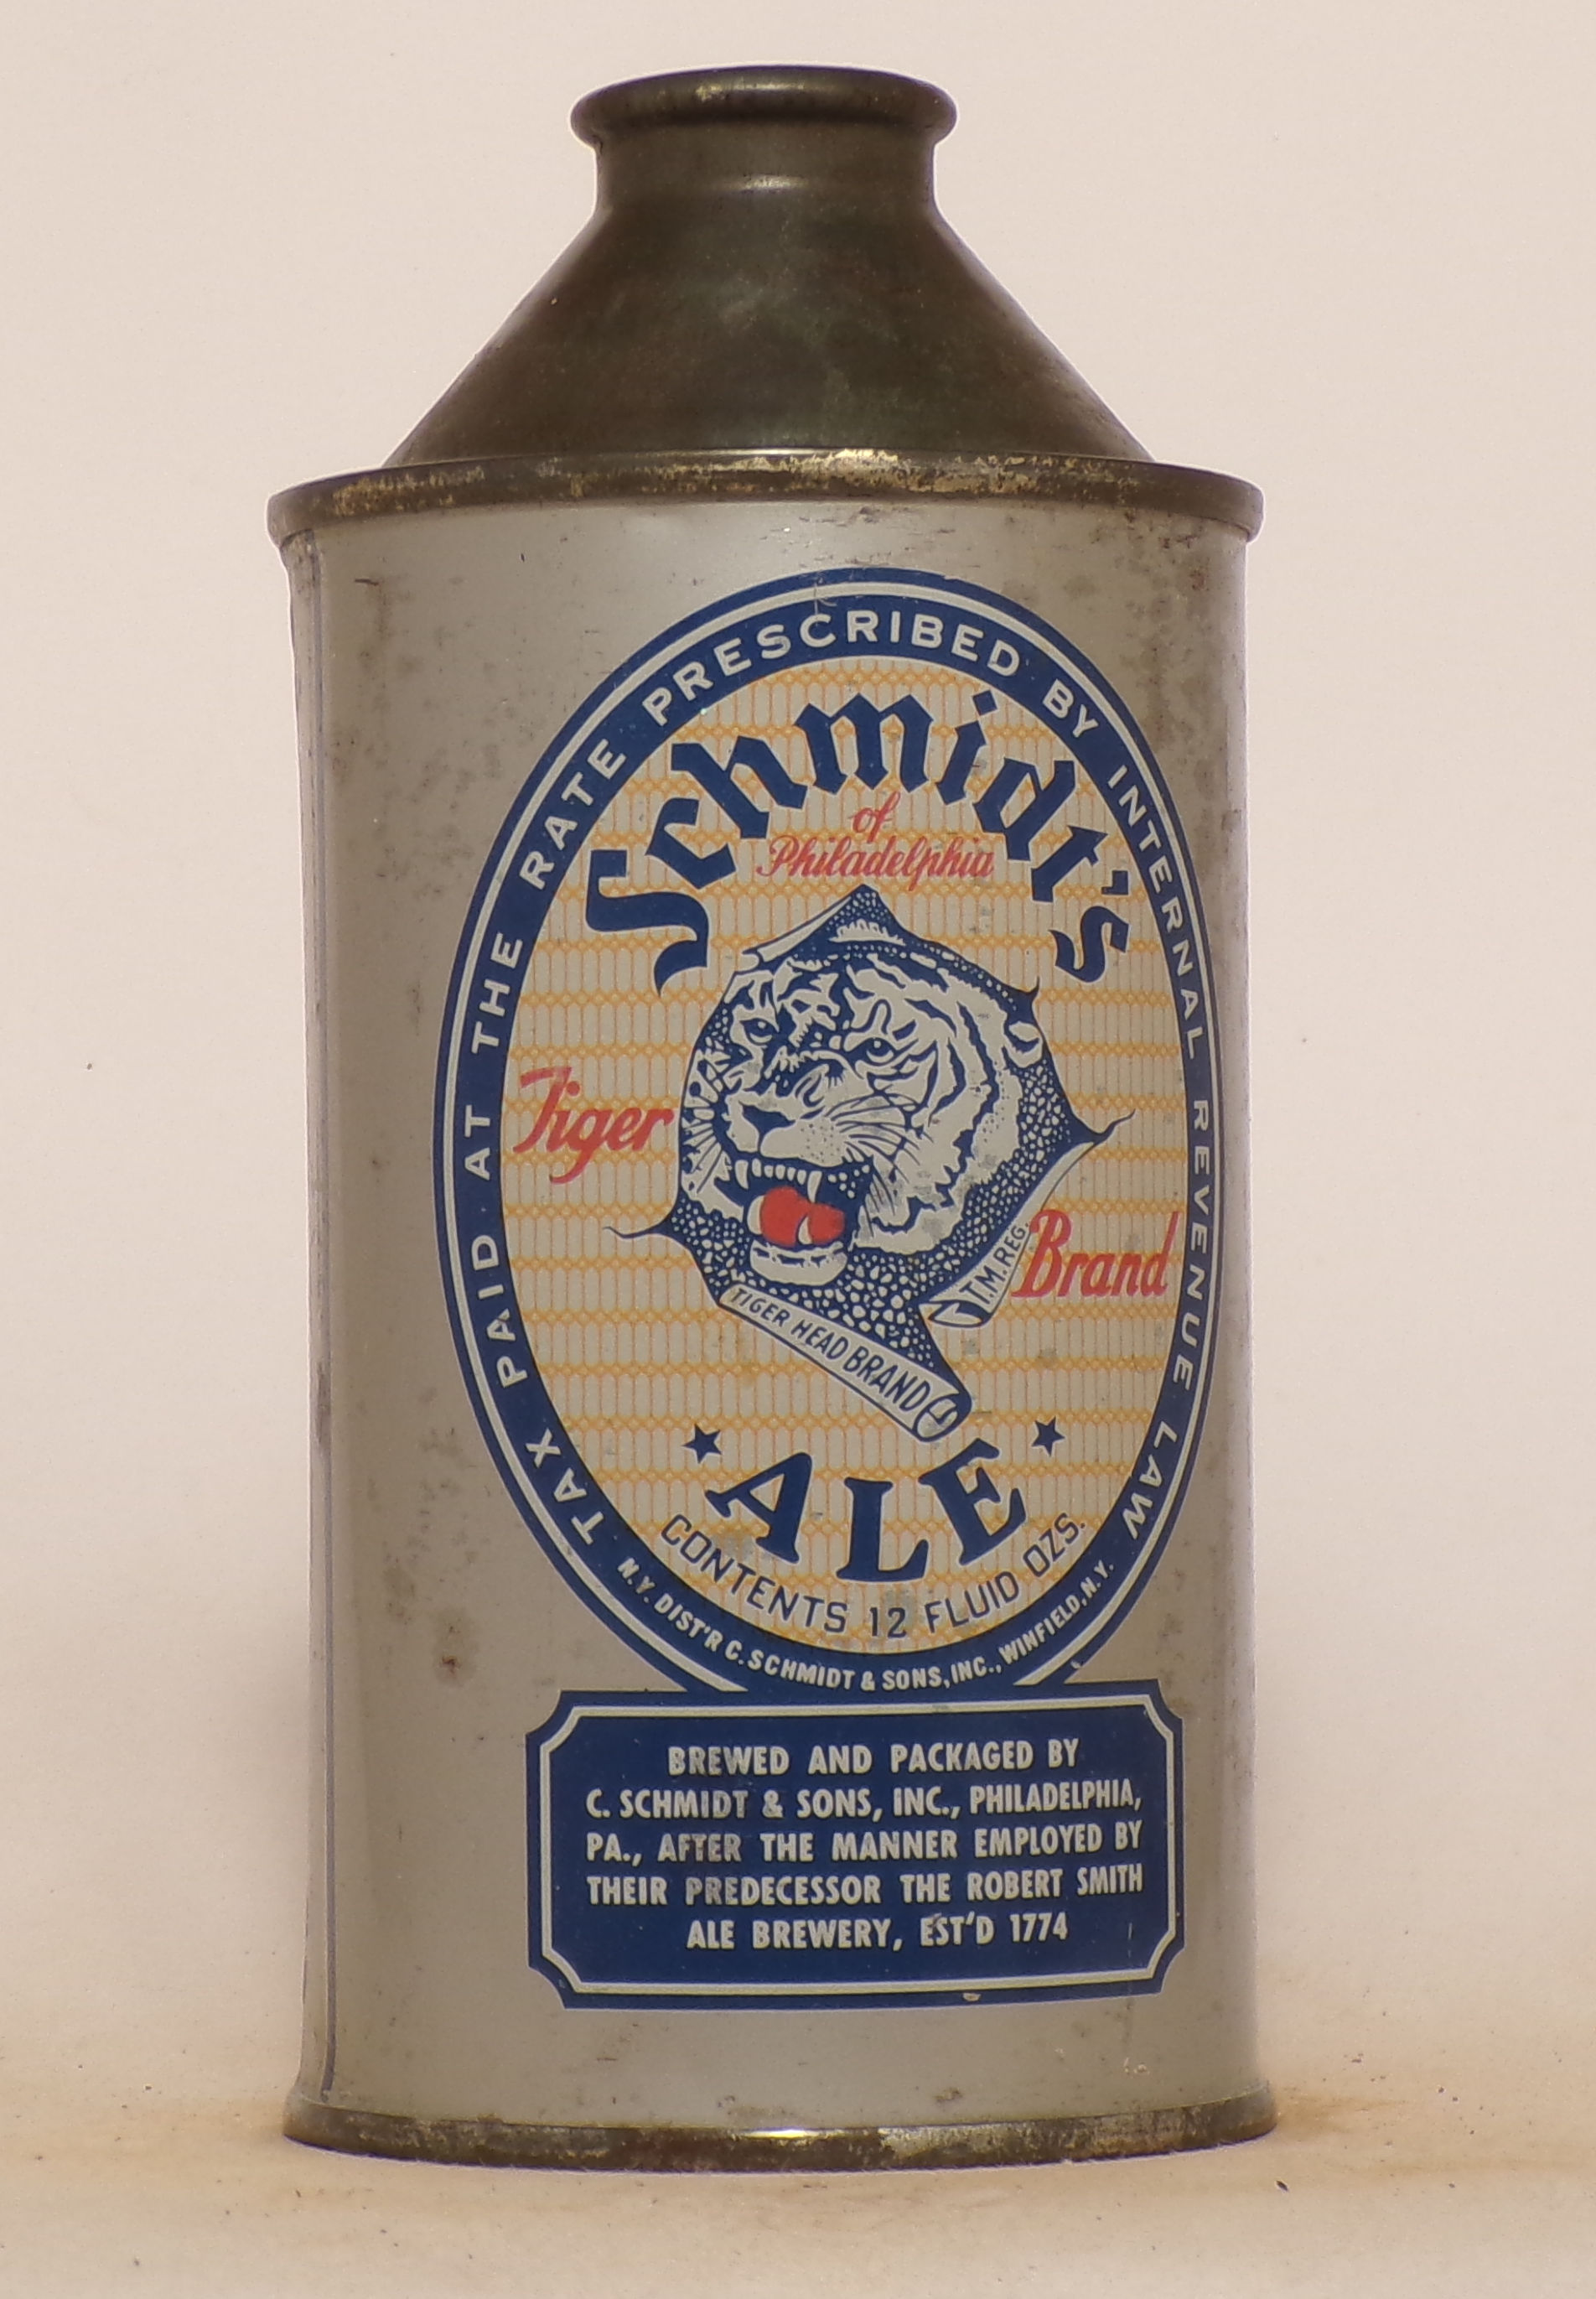 TAX PAID AT THE RATE PRESCRIBED BY INTERNAL REVENUE LAW
Schmidt's
of
Philadelphia
Tiger
Brand
T.M.REG.
TIGER HEAD BRAND
ALE
CONTENTS 12 FLUID OZS.
N.Y. DIST'R C. SCHMIDT & SONS, INC., WINFIELD, N.Y.
BREWED AND PACKAGED BY
C. SCHMIDT & SONS, INC., PHILADELPHIA,
PA., AFTER THE MANNER EMPLOYED BY
THEIR PREDECESSOR THE ROBERT SMITH
ALE BREWERY, EST'D 1774